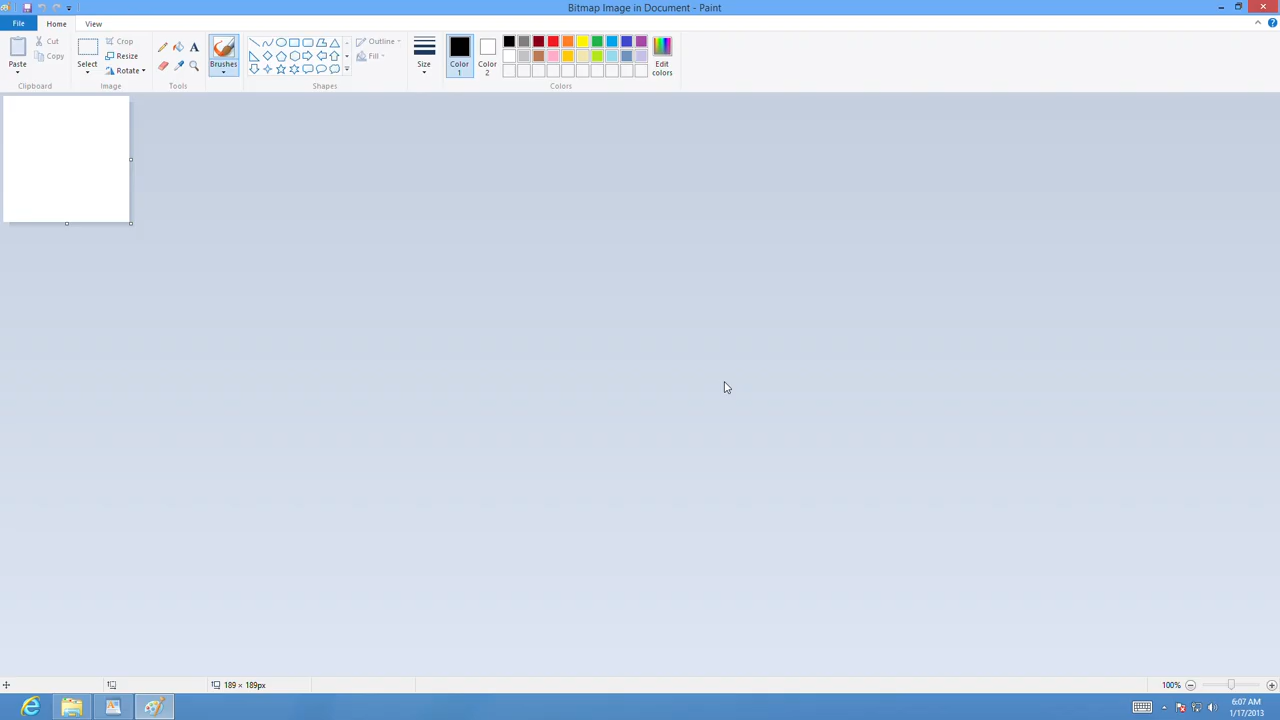 Bitmap Image in Document - Paint
File
Home
View
Paste
Cut
Copy
Clipboard
Select
Crop
Resize
Rotate
Image
A
Tools
Brushes
Outline
Fill
Shapes
Size
Color 1
Color 2
Edit colors
Colors
189 × 189px
100%
6:07 AM
1/17/2013